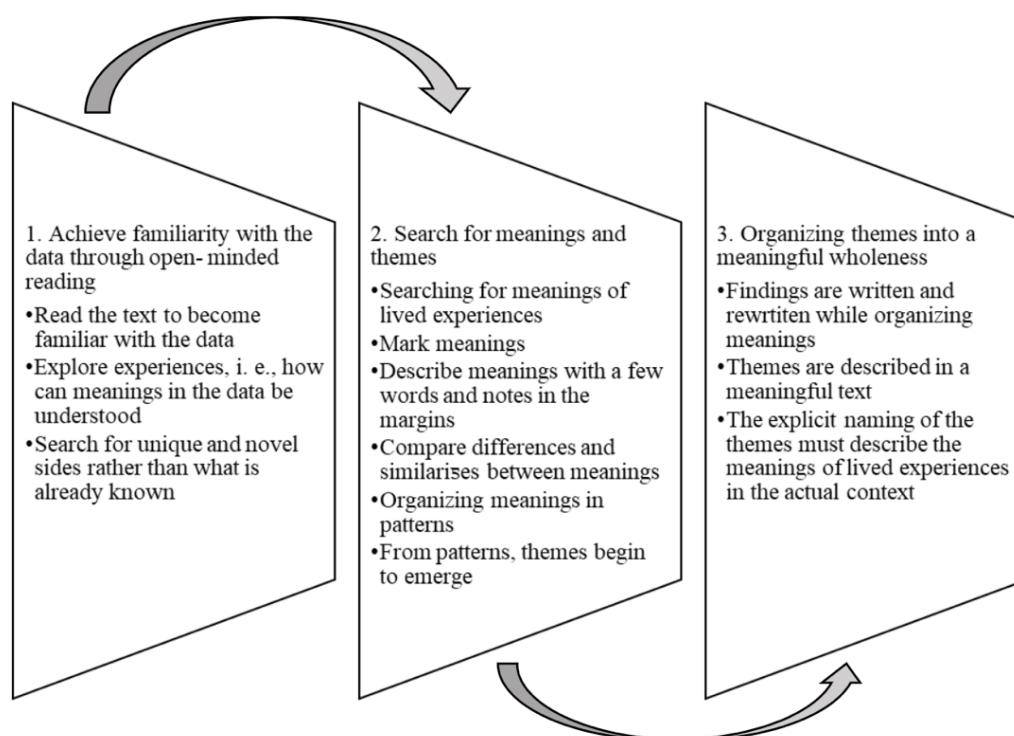 1. Achieve familiarity with the
data through open- minded
reading
•Read the text to become
familiar with the data
•Explore experiences, i. e., how
can meanings in the data be
understood
•Search for unique and novel
sides rather than what is
already known
2. Search for meanings and
themes
•Searching for meanings of
lived experiences
•Mark meanings
•Describe meanings with a few
words and notes in the
margins
•Compare differences and
similarises between meanings
•Organizing meanings in
patterns
•From patterns, themes begin
to emerge
3. Organizing themes into a
meaningful wholeness
•Findings are written and
rewrtiten while organizing
meanings
•Themes are described in a
meaningful text
•The explicit naming of the
themes must describe the
meanings of lived experiences
in the actual context